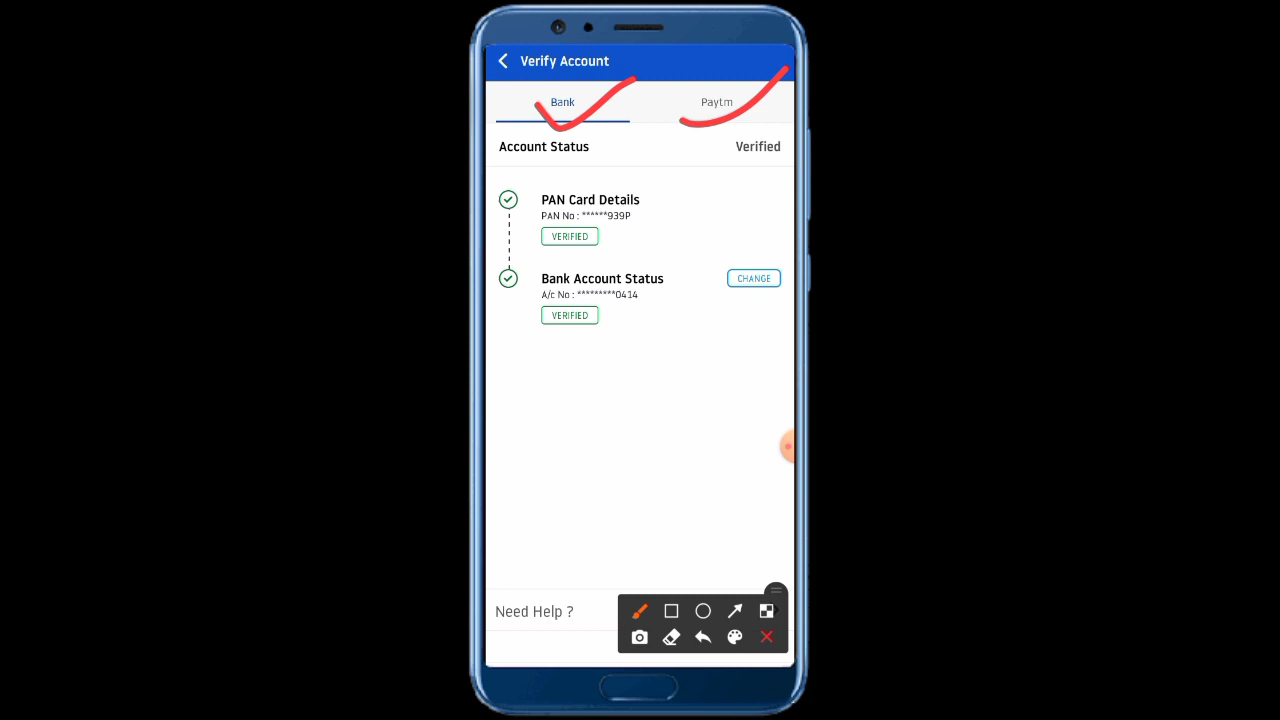 Verify Account
Bank Paytm
Account Status Verified
PAN Card Details
PAN No : ******939P
VERIFIED
Bank Account Status CHANGE
A/c No : *********0414
VERIFIED
Need Help ?